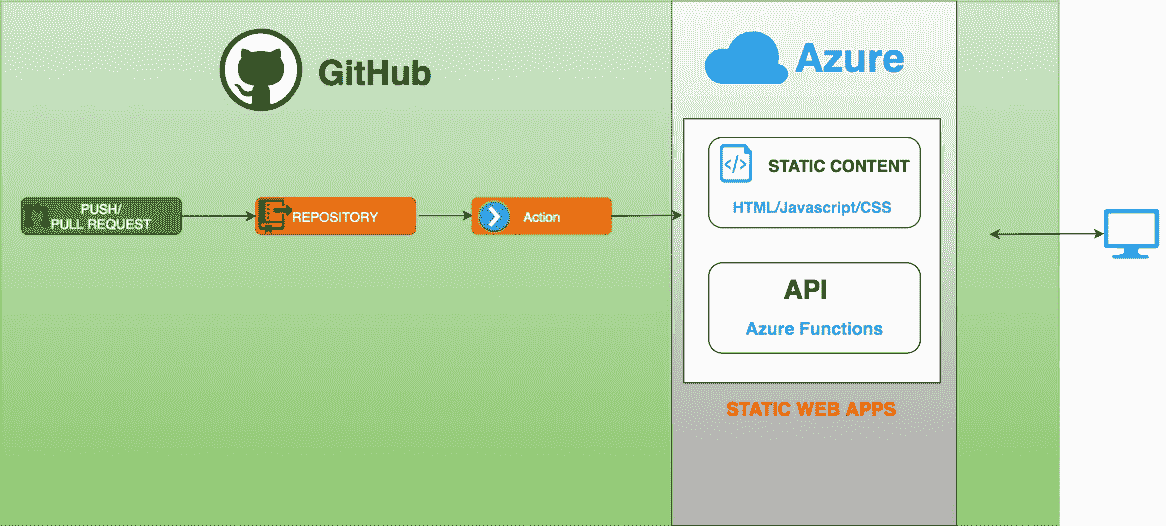 GitHub
Azure
STATIC CONTENT
HTML/Javascript/CSS
PUSH/
PULL REQUEST
REPOSITORY
Action
API
Azure Functions
STATIC WEB APPS